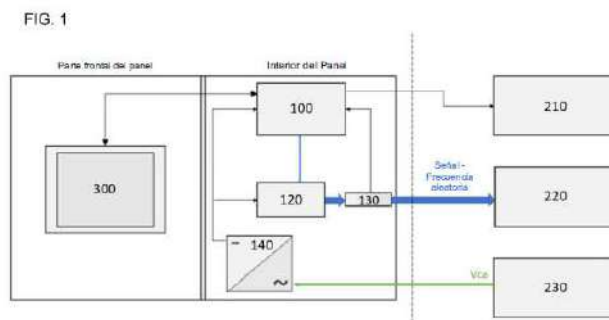 FIG. 1
Parte frontal del panel
Interior del Panel
100
210
300
120
130
Señal -
Frecuencia
aleatoria
220
140
Vca
230